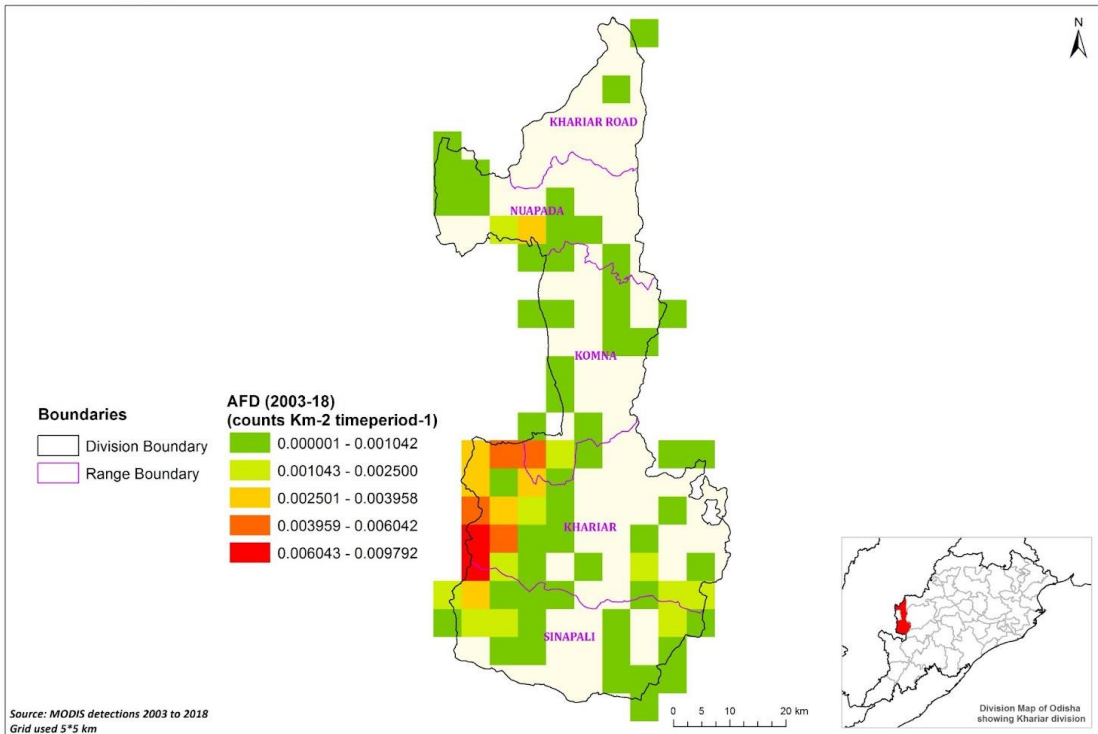 N
KHARIAR ROAD
NUAPADA
KOMNA
Boundaries
Division Boundary
Range Boundary
AFD (2003-18)
(counts Km-2 timeperiod-1)
0.000001 - 0.001042
0.001043 - 0.002500
0.002501 - 0.003958
0.003959 - 0.006042
0.006043 - 0.009792
KHARIAR
SINAPALI
Source: MODIS detections 2003 to 2018
Grid used 5*5 km
0 5 10 20 km
Division Map of Odisha
showing Khariar division